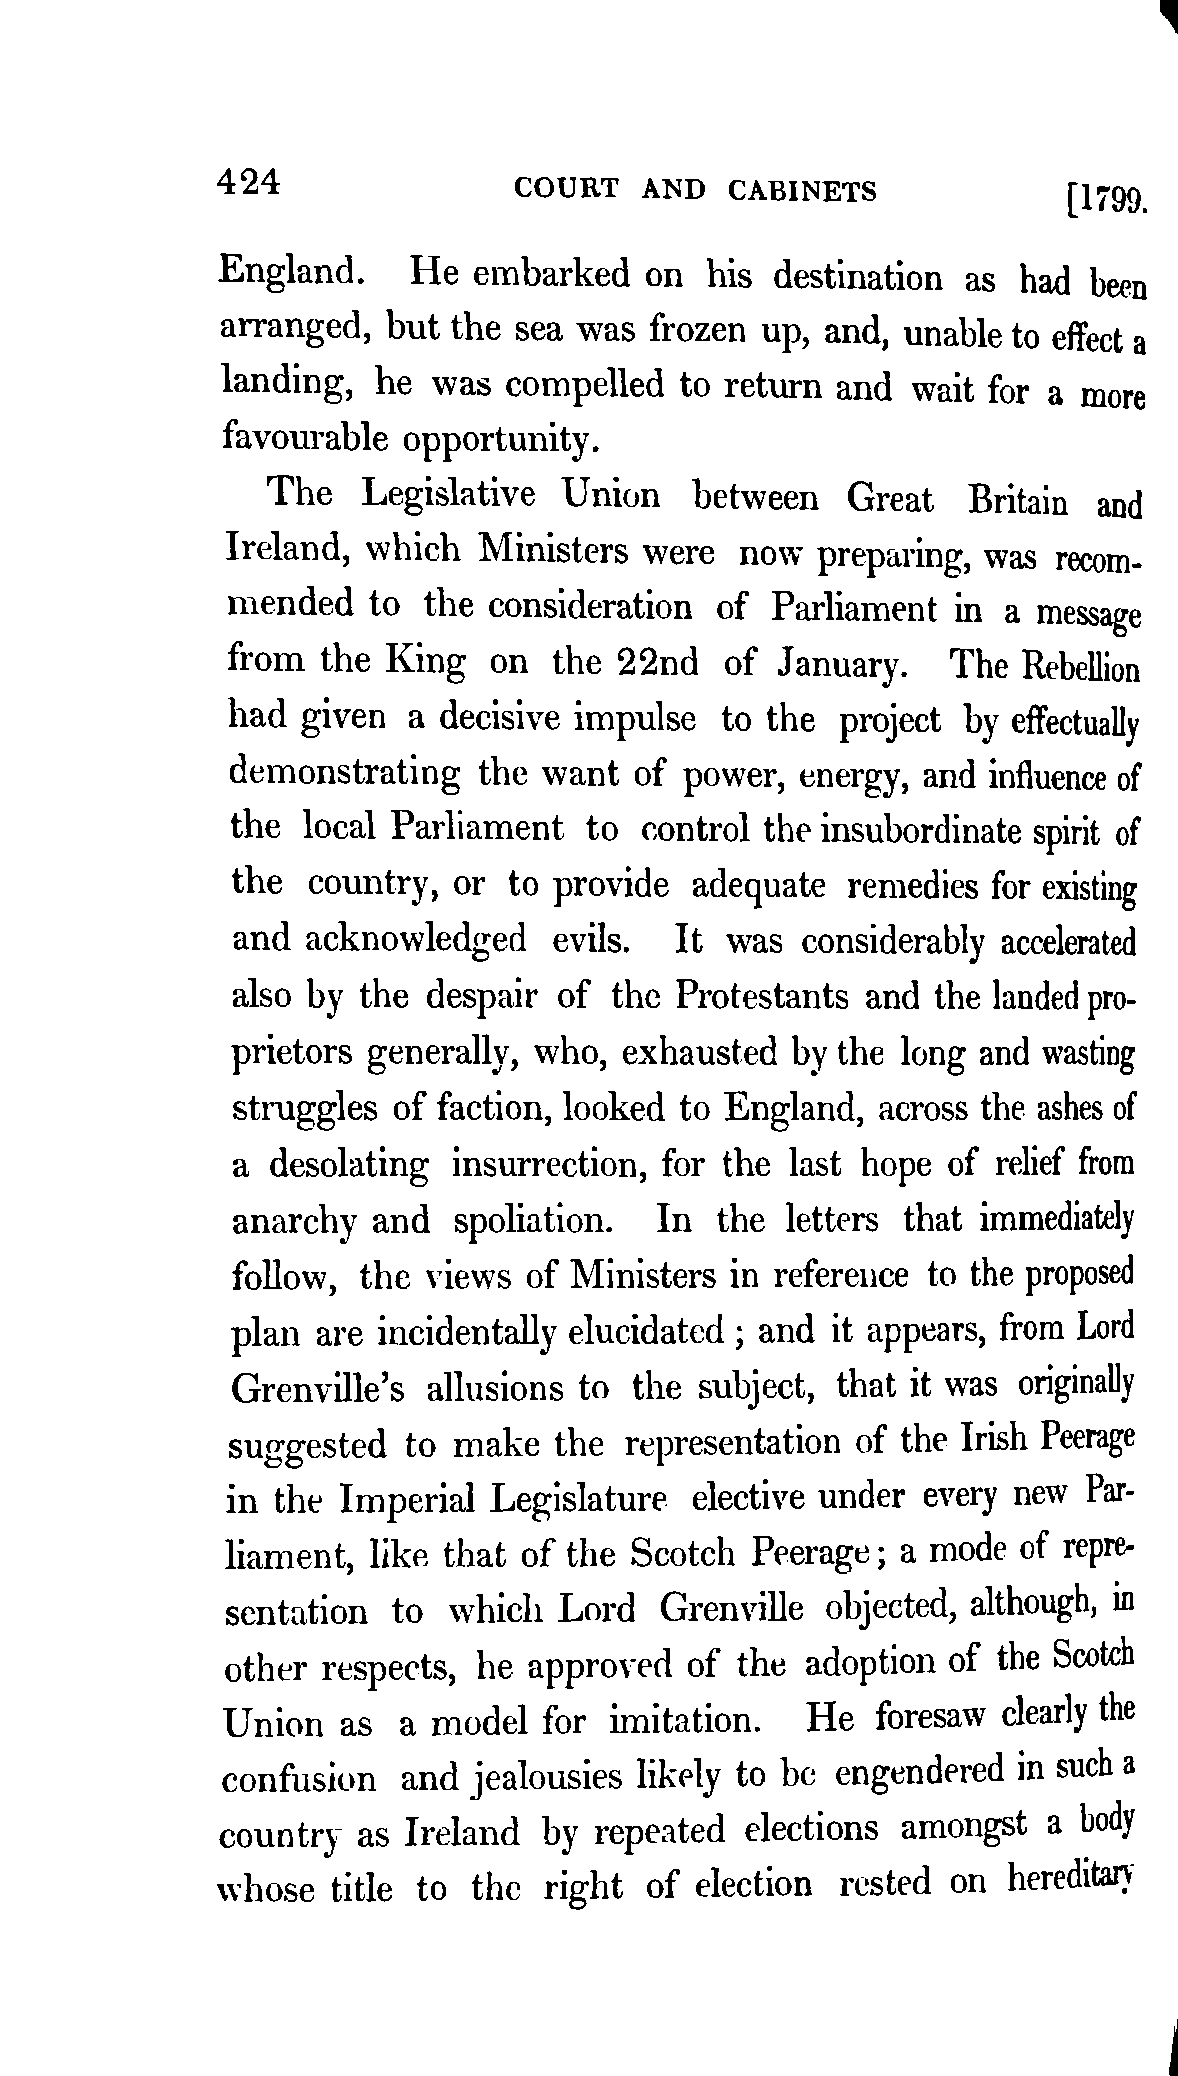 424 COURT AND CABINETS [1799.
England. He embarked on his destination as had been
arranged, but the sea was frozen up, and, unable to effect a
landing, he was compelled to return and wait for a more
favourable opportunity.
The Legislative Union between Great Britain and
Ireland, which Ministers were now preparing, was recom-
mended to the consideration of Parliament in a message
from the King on the 22nd of January. The Rebellion
had given a decisive impulse to the project by effectually
demonstrating the want of power, energy, and influence of
the local Parliament to control the insubordinate spirit of
the country, or to provide adequate remedies for existing
and acknowledged evils. It was considerably accelerated
also by the despair of the Protestants and the landed pro-
prietors generally, who, exhausted by the long and wasting
struggles of faction, looked to England, across the ashes of
a desolating insurrection, for the last hope of relief from
anarchy and spoliation. In the letters that immediately
follow, the views of Ministers in reference to the proposed
plan are incidentally elucidated ; and it appears, from Lord
Grenville's allusions to the subject, that it was originally
suggested to make the representation of the Irish Peerage
in the Imperial Legislature elective under every new Par-
liament, like that of the Scotch Peerage ; a mode of repre-
sentation to which Lord Grenville objected, although, in
other respects, he approved of the adoption of the Scotch
Union as a model for imitation. He foresaw clearly the
confusion and jealousies likely to be engendered in such a
country as Ireland by repeated elections amongst a body
whose title to the right of election rested on hereditary